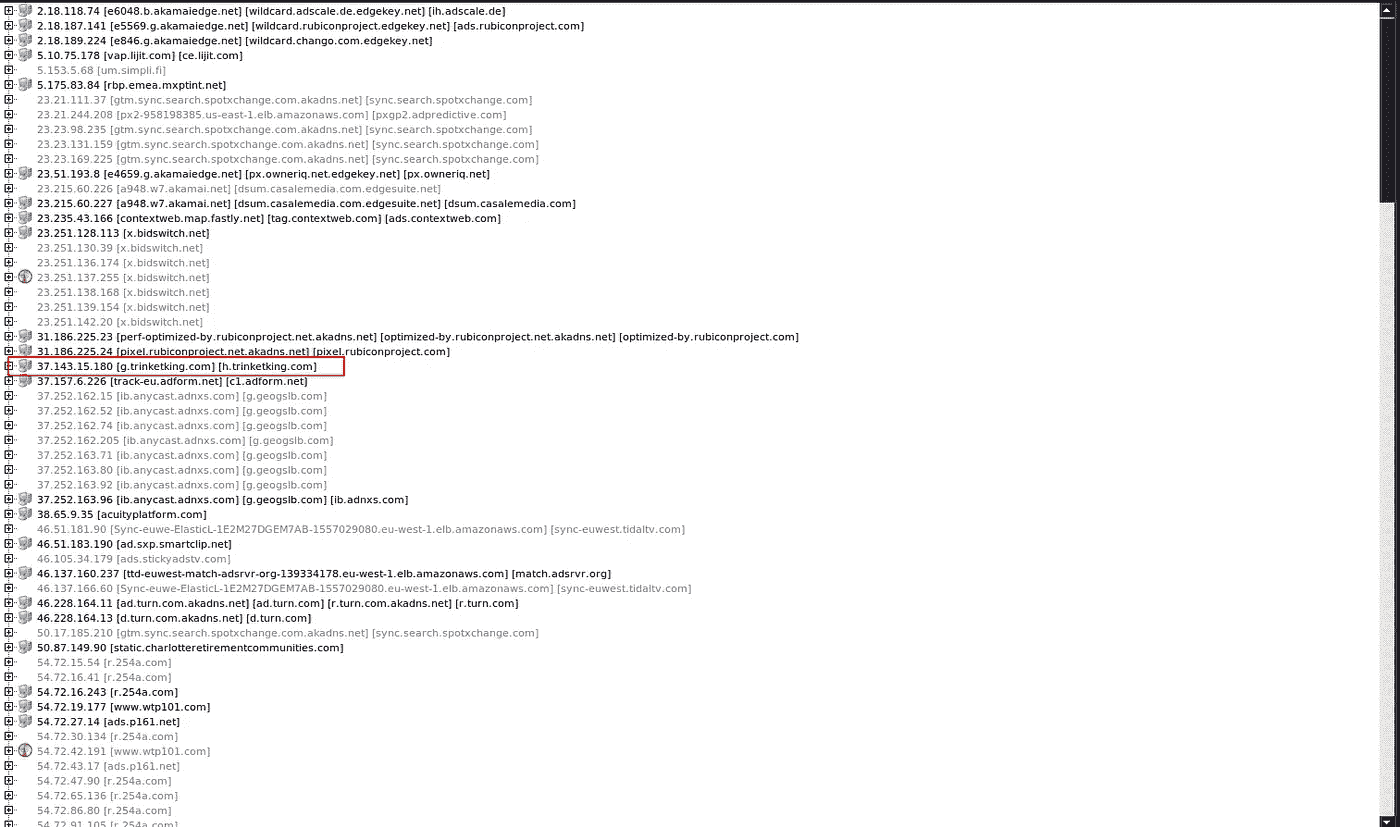 2.18.118.74 [e6048.b.akamaiedge.net] [wildcard.adscale.de.edgekey.net] [ih.adscale.de]
2.18.187.141 [e5569.g.akamaiedge.net] [wildcard.rubiconproject.edgekey.net] [ads.rubiconproject.com]
2.18.189.224 [e846.g.akamaiedge.net] [wildcard.chango.com.edgekey.net]
5.10.75.178 [vap.lijit.com] [ce.lijit.com]
5.153.5.68 [um.simpli.fi]
5.175.83.84 [rbp.emea.mxptint.net]
23.21.111.37 [gtm.sync.search.spotxchange.com.akadns.net] [sync.search.spotxchange.com]
23.21.244.208 [px2-958198385.us-east-1.elb.amazonaws.com] [pxgp2.adpredictive.com]
23.23.98.235 [gtm.sync.search.spotxchange.com.akadns.net] [sync.search.spotxchange.com]
23.23.131.159 [gtm.sync.search.spotxchange.com.akadns.net] [sync.search.spotxchange.com]
23.23.169.225 [gtm.sync.search.spotxchange.com.akadns.net] [sync.search.spotxchange.com]
23.51.193.8 [e4659.g.akamaiedge.net] [px.owneriq.net.edgekey.net] [px.owneriq.net]
23.215.60.226 [a948.w7.akamai.net] [dsum.casalemedia.com.edgesuite.net]
23.215.60.227 [a948.w7.akamai.net] [dsum.casalemedia.com.edgesuite.net] [dsum.casalemedia.com]
23.235.43.166 [contextweb.map.fastly.net] [tag.contextweb.com] [ads.contextweb.com]
23.251.128.113 [x.bidswitch.net]
23.251.130.39 [x.bidswitch.net]
23.251.136.174 [x.bidswitch.net]
23.251.137.255 [x.bidswitch.net]
23.251.138.168 [x.bidswitch.net]
23.251.139.154 [x.bidswitch.net]
23.251.142.20 [x.bidswitch.net]
31.186.225.23 [perf-optimized-by.rubiconproject.net.akadns.net] [optimized-by.rubiconproject.net.akadns.net] [optimized-by.rubiconproject.com]
31.186.225.24 [pixel.rubiconproject.net.akadns.net] [pixel.rubiconproject.com]
37.143.15.180 [g.trinketking.com] [h.trinketking.com]
37.157.6.226 [track-eu.adform.net] [c1.adform.net]
37.252.162.15 [ib.anycast.adnxs.com] [g.geogslb.com]
37.252.162.52 [ib.anycast.adnxs.com] [g.geogslb.com]
37.252.162.74 [ib.anycast.adnxs.com] [g.geogslb.com]
37.252.162.205 [ib.anycast.adnxs.com] [g.geogslb.com]
37.252.163.71 [ib.anycast.adnxs.com] [g.geogslb.com]
37.252.163.80 [ib.anycast.adnxs.com] [g.geogslb.com]
37.252.163.92 [ib.anycast.adnxs.com] [g.geogslb.com]
37.252.163.96 [ib.anycast.adnxs.com] [g.geogslb.com] [ib.adnxs.com]
38.65.9.35 [acuityplatform.com]
46.51.181.90 [Sync-euwe-ElasticL-1E2M27DGEM7AB-1557029080.eu-west-1.elb.amazonaws.com] [sync-euwest.tidaltv.com]
46.51.183.190 [ad.sxp.smartclip.net]
46.105.34.179 [ads.stickyadstv.com]
46.137.160.237 [ttd-euwest-match-adsrvr-org-139334178.eu-west-1.elb.amazonaws.com] [match.adsrvr.org]
46.137.166.60 [Sync-euwe-ElasticL-1E2M27DGEM7AB-1557029080.eu-west-1.elb.amazonaws.com] [sync-euwest.tidaltv.com]
46.228.164.11 [ad.turn.com.akadns.net] [ad.turn.com] [r.turn.com.akadns.net] [r.turn.com]
46.228.164.13 [d.turn.com.akadns.net] [d.turn.com]
50.17.185.210 [gtm.sync.search.spotxchange.com.akadns.net] [sync.search.spotxchange.com]
50.87.149.90 [static.charlotteretirementcommunities.com]
54.72.15.54 [r.254a.com]
54.72.16.41 [r.254a.com]
54.72.16.243 [r.254a.com]
54.72.19.177 [www.wtp101.com]
54.72.27.14 [ads.p161.net]
54.72.30.134 [r.254a.com]
54.72.42.191 [www.wtp101.com]
54.72.43.17 [ads.p161.net]
54.72.47.90 [r.254a.com]
54.72.65.136 [r.254a.com]
54.72.86.80 [r.254a.com]
54.72.91.105 [r.254a.com]